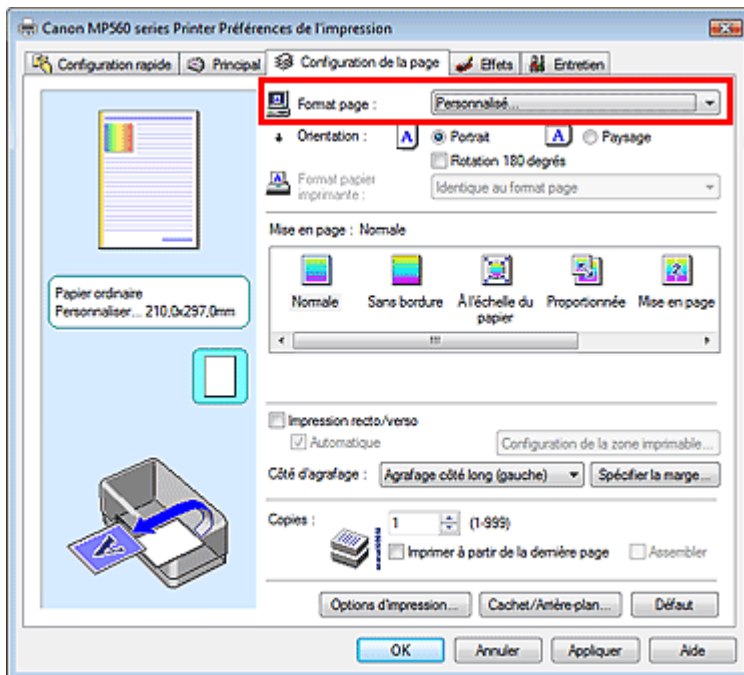 Canon MP560 series Printer Préférences de l'impression
Configuration rapide Principal Configuration de la page Effets Entretien
Format page : Personnalisé...
Orientation : A Portrait A Paysage
Rotation 180 degrés
Format papier imprimante : Identique au format page
Mise en page : Normale
Normale Sans bordure À l'échelle du papier Proportionnée Mise en page
Papier ordinaire
Personnaliser... 210,0x297,0mm
Impression recto/verso
Automatique Configuration de la zone imprimable...
Côté d'agrafage : Agrafage côté long (gauche) Spécifier la marge...
Copies : 1 (1-999)
Imprimer à partir de la dernière page Assembler
Options d'impression... Cachet/Arrière-plan... Défaut
OK Annuler Appliquer Aide